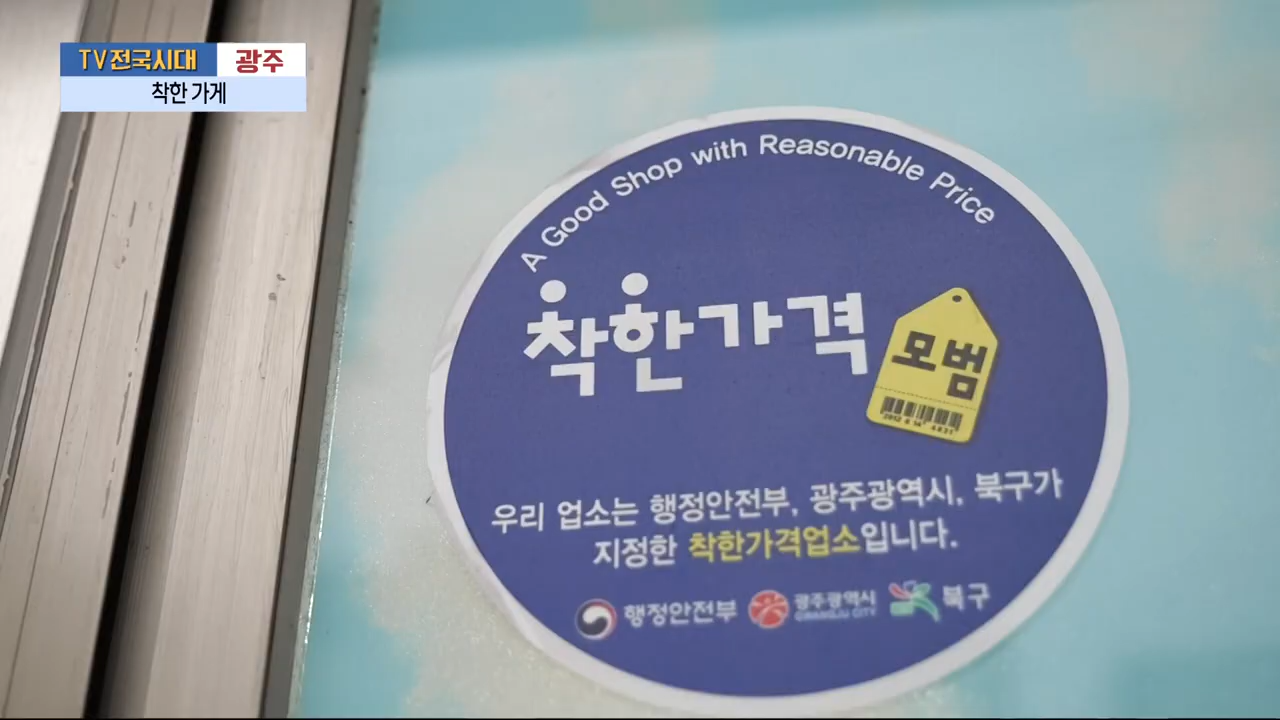 TV전국시대 광주
착한 가게
A Good Shop with Reasonable Price
착한가격
모범
우리 업소는 행정안전부, 광주광역시, 북구가
지정한 착한가격업소입니다.
행정안전부 광주광역시 북구
GWANGJU CITY